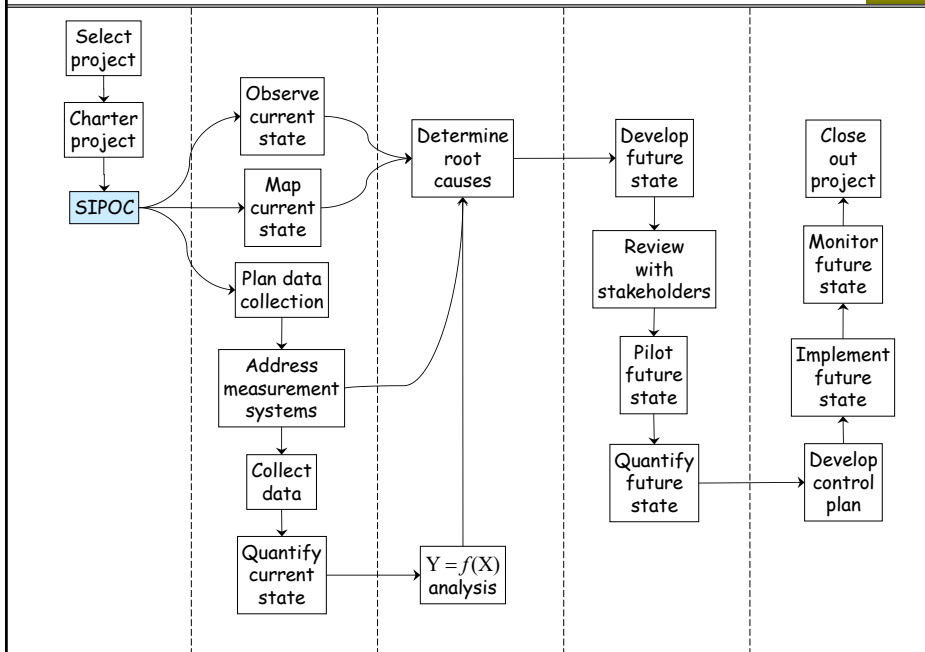 Select
project
Charter
project
SIPOC
Observe
current
state
Map
current
state
Plan data
collection
Address
measurement
systems
Collect
data
Quantify
current
state
Determine
root
causes
Y = f(X)
analysis
Develop
future
state
Review
with
stakeholders
Pilot
future
state
Quantify
future
state
Close
out
project
Monitor
future
state
Implement
future
state
Develop
control
plan